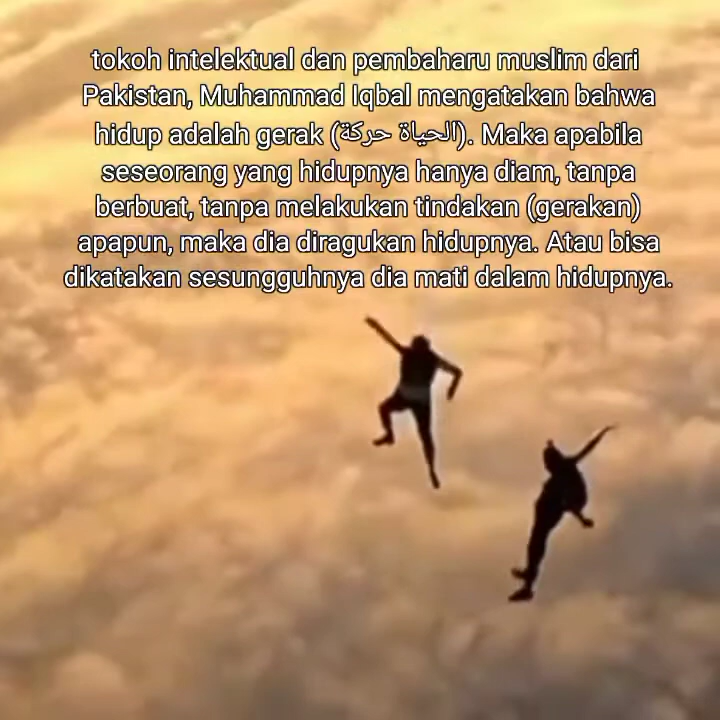 tokoh intelektual dan pembaharu muslim dari
Pakistan, Muhammad Iqbal mengatakan bahwa
hidup adalah gerak (الحياة حركة). Maka apabila
seseorang yang hidupnya hanya diam, tanpa
berbuat, tanpa melakukan tindakan (gerakan)
apapun, maka dia diragukan hidupnya. Atau bisa
dikatakan sesungguhnya dia mati dalam hidupnya.